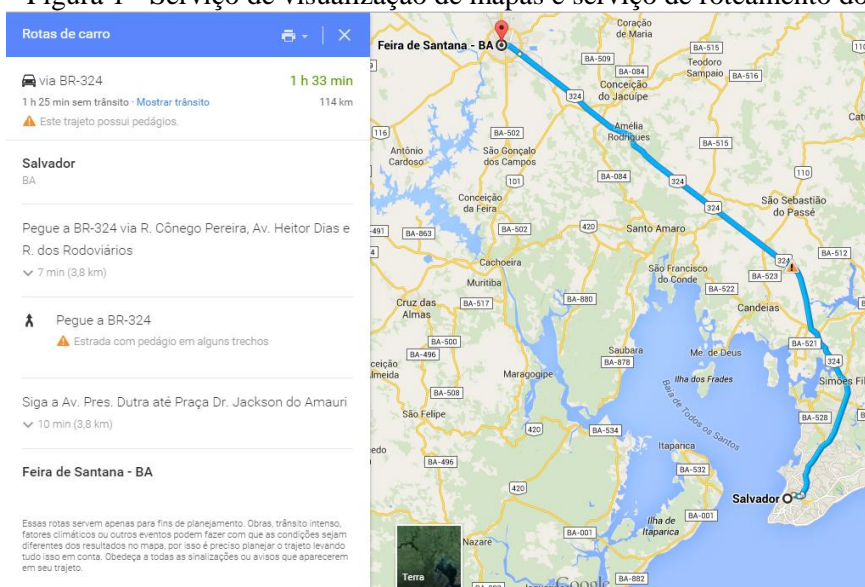 Figura 1 - Serviço de visualização de mapas e serviço de roteamento do
Rotas de carro
via BR-324
1 h 33 min
1 h 25 min sem trânsito · Mostrar trânsito
114 km
Este trajeto possui pedágios.
Salvador
BA
Pegue a BR-324 via R. Cônego Pereira, Av. Heitor Dias e
R. dos Rodoviários
7 min (3,8 km)
Pegue a BR-324
Estrada com pedágio em alguns trechos
Siga a Av. Pres. Dutra até Praça Dr. Jackson do Amauri
10 min (3,8 km)
Feira de Santana - BA
Essas rotas servem apenas para fins de planejamento. Obras, trânsito intenso,
fatores climáticos ou outros eventos podem fazer com que as condições sejam
diferentes dos resultados no mapa, por isso é preciso planejar o trajeto levando
tudo isso em conta. Obedeça a todas as sinalizações ou avisos que aparecerem
em seu trajeto.
Coração
de Maria
Feira de Santana - BA
BA-515
BA-509
Teodoro
Sampaio
BA-084
BA-516
Conceição
do Jacuípe
324
Amélia
Rodrigues
116
BA-502
BA-515
Antônio
Cardoso
São Gonçalo
dos Campos
101
BA-084
324
110
Conceição
da Feira
324
São Sebastião
do Passé
BA-863
BA-502
420
Santo Amaro
BA-512
Cachoeira
324
São Francisco
do Conde
BA-523
Muritiba
BA-522
Cruz das
Almas
BA-517
BA-880
Candeias
BA-500
BA-521
BA-496
Saubara
BA-878
Me. de Deus
324
Maragogipe
Ilha dos Frades
Simões Fil
BA-508
Baía de Todos os Santos
São Felipe
BA-528
420
BA-534
Itaparica
BA-496
BA-532
420
Salvador
BA-001
Ilha de
Itaparica
BA-001
Nazaré
Terra
Google
BA-882